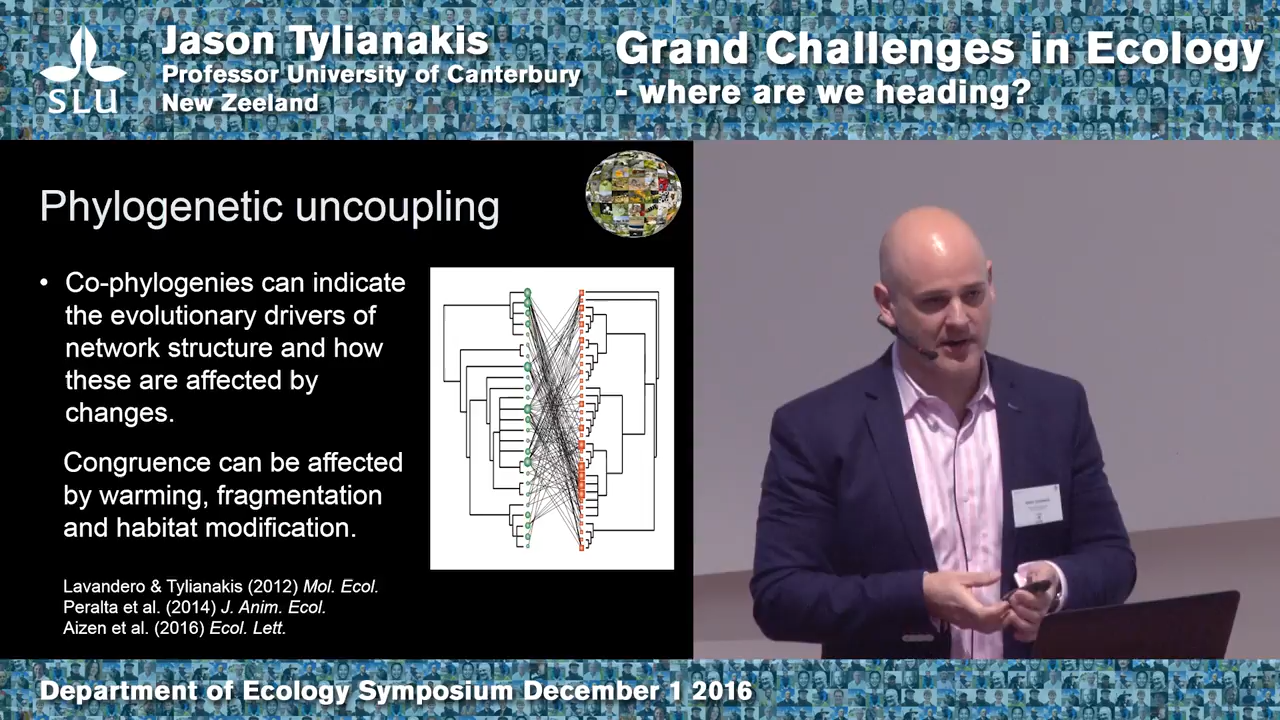 Jason Tylianakis
Professor University of Canterbury
New Zeeland
SLU
Grand Challenges in Ecology
- where are we heading?
Phylogenetic uncoupling
• Co-phylogenies can indicate
the evolutionary drivers of
network structure and how
these are affected by
changes.
Congruence can be affected
by warming, fragmentation
and habitat modification.
Lavandero & Tylianakis (2012) Mol. Ecol.
Peralta et al. (2014) J. Anim. Ecol.
Aizen et al. (2016) Ecol. Lett.
Department of Ecology Symposium December 1 2016